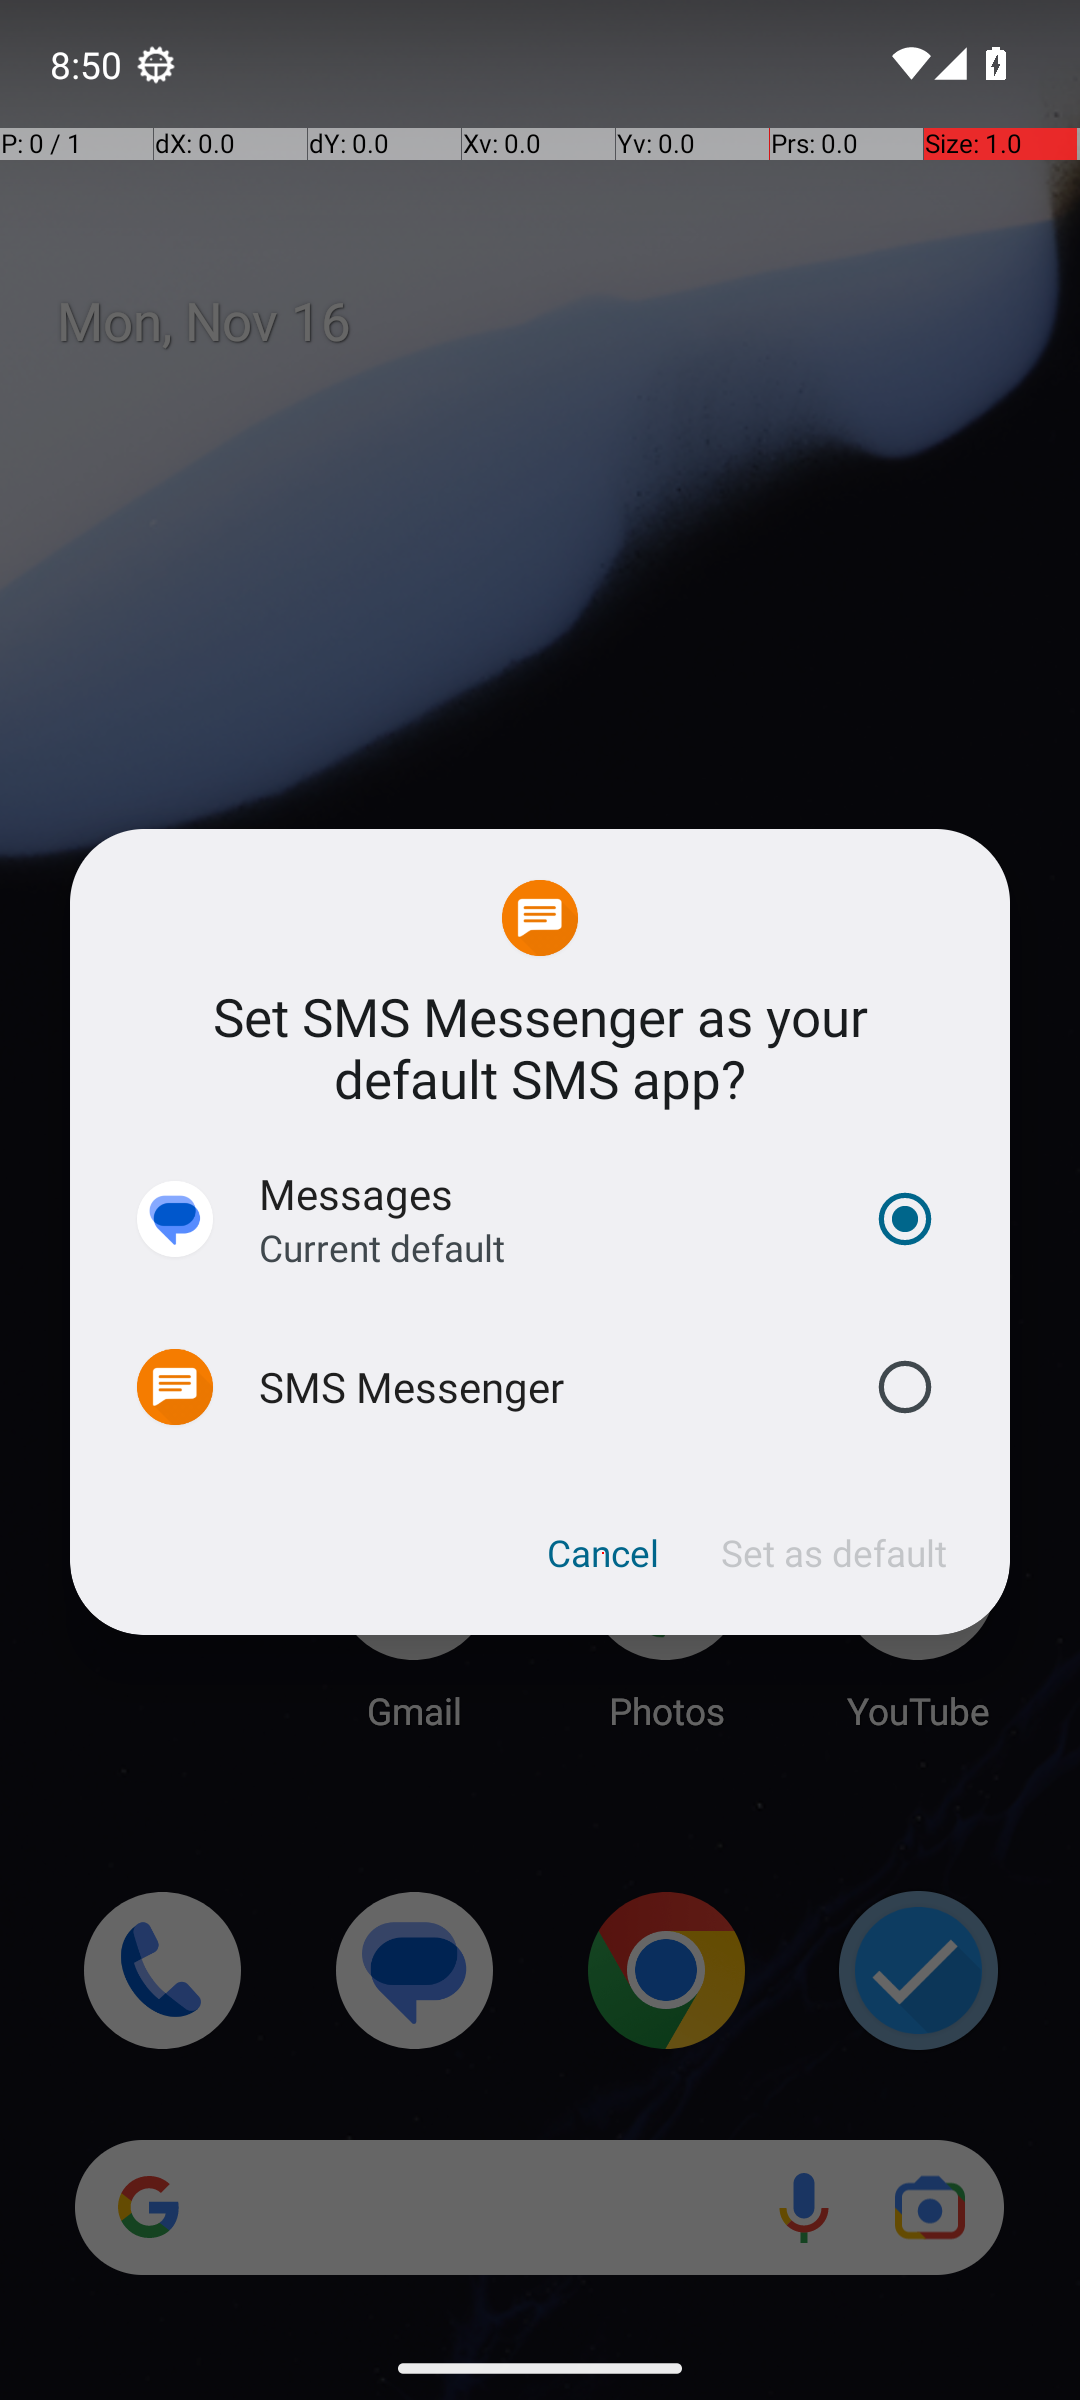 8:50
P: 0 / 1 dX: 0.0 dY: 0.0 Xv: 0.0 Yv: 0.0 Prs: 0.0 Size: 1.0
Mon, Nov 16
Set SMS Messenger as your
default SMS app?
Messages
Current default
SMS Messenger
Cancel Set as default
Gmail Photos YouTube